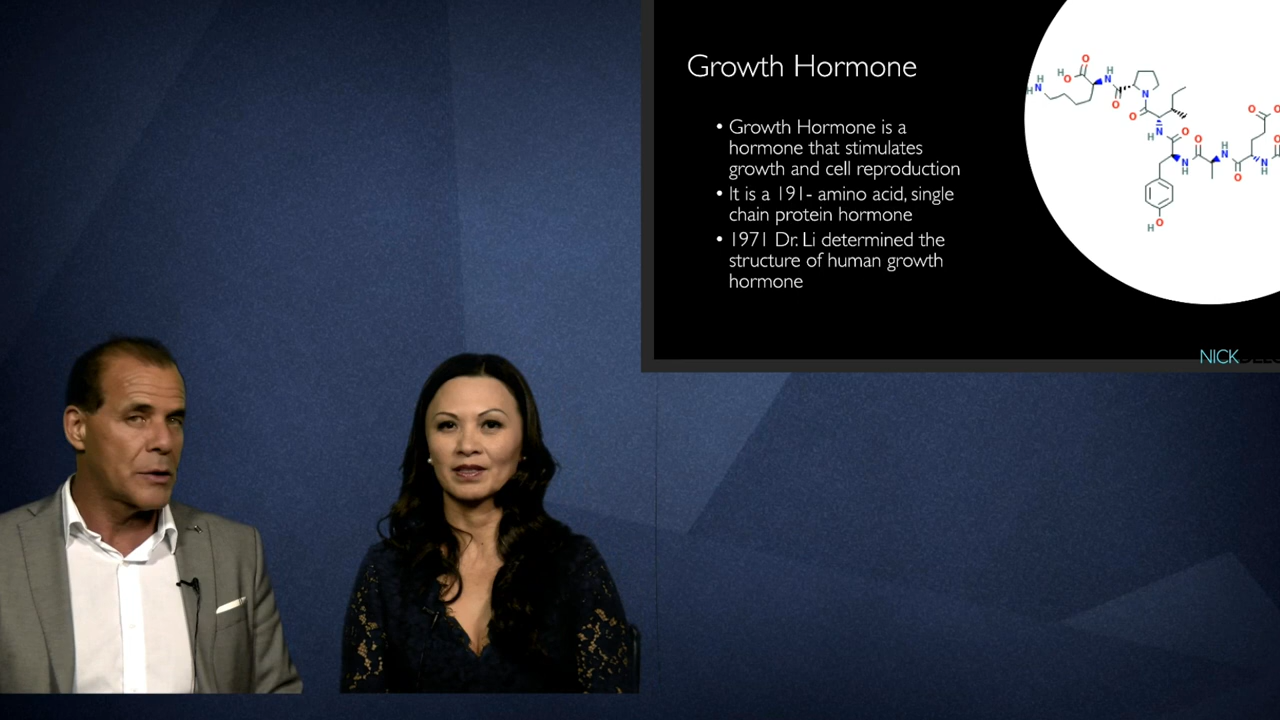 Growth Hormone
• Growth Hormone is a
hormone that stimulates
growth and cell reproduction
• It is a 191- amino acid, single
chain protein hormone
• 1971 Dr. Li determined the
structure of human growth
hormone
NICK